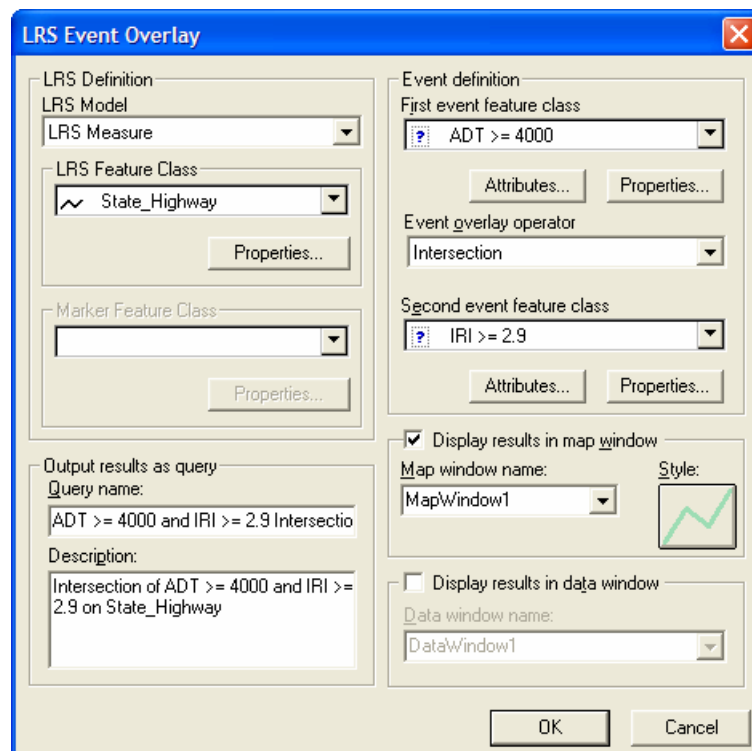 LRS Event Overlay
LRS Definition
LRS Model
LRS Measure
LRS Feature Class
State_Highway
Properties...
Marker Feature Class
Properties...
Output results as query
Query name:
ADT >= 4000 and IRI >= 2.9 Intersectio
Description:
Intersection of ADT >= 4000 and IRI >=
2.9 on State_Highway
Event definition
First event feature class
? ADT >= 4000
Attributes... Properties...
Event overlay operator
Intersection
Second event feature class
? IRI >= 2.9
Attributes... Properties...
Display results in map window
Map window name: Style:
MapWindow1
Display results in data window
Data window name:
DataWindow1
OK Cancel